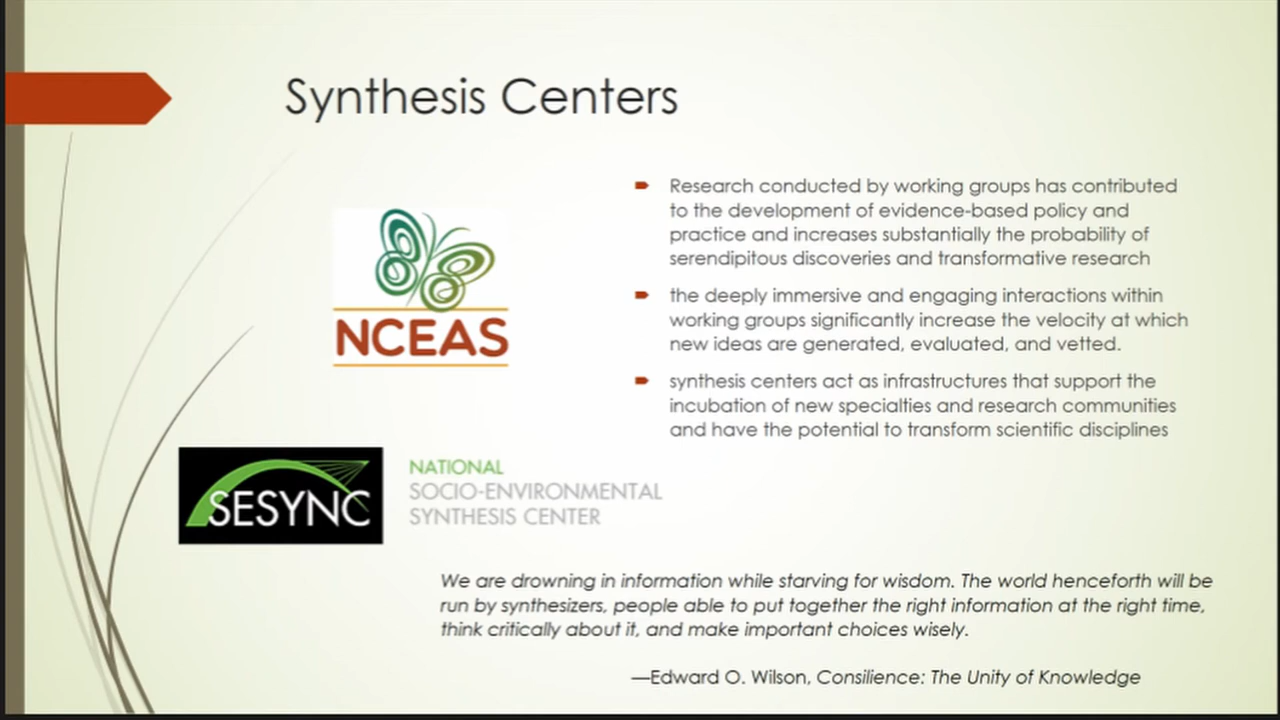 Synthesis Centers
Research conducted by working groups has contributed
to the development of evidence-based policy and
practice and increases substantially the probability of
serendipitous discoveries and transformative research
the deeply immersive and engaging interactions within
working groups significantly increase the velocity at which
new ideas are generated, evaluated, and vetted.
synthesis centers act as infrastructures that support the
incubation of new specialties and research communities
and have the potential to transform scientific disciplines
NCEAS
SESYNC
NATIONAL
SOCIO-ENVIRONMENTAL
SYNTHESIS CENTER
We are drowning in information while starving for wisdom. The world henceforth will be
run by synthesizers, people able to put together the right information at the right time,
think critically about it, and make important choices wisely.
—Edward O. Wilson, Consilience: The Unity of Knowledge